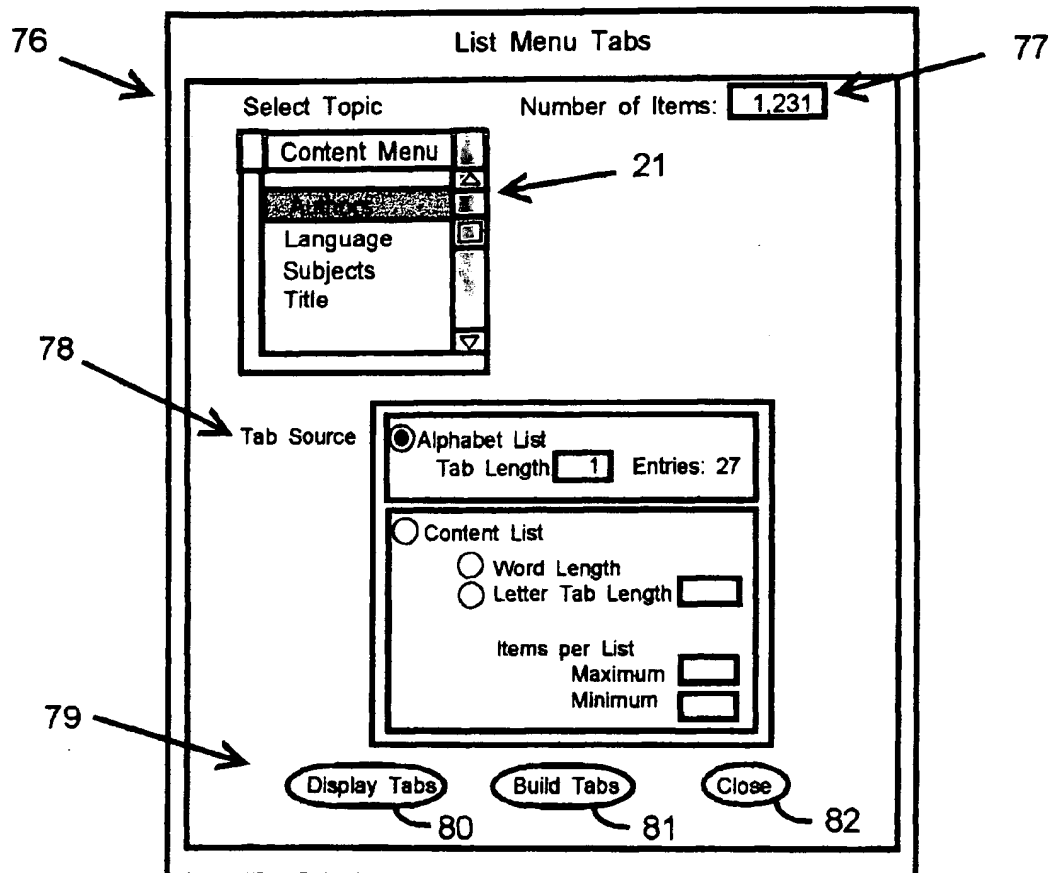 List Menu Tabs
76
77
Select Topic
Number of Items: 1,231
Content Menu
21
Authors
Language
Subjects
Title
78
Tab Source
Alphabet List
Tab Length 1 Entries: 27
Content List
Word Length
Letter Tab Length
Items per List
Maximum
Minimum
79
Display Tabs
Build Tabs
Close
80
81
82